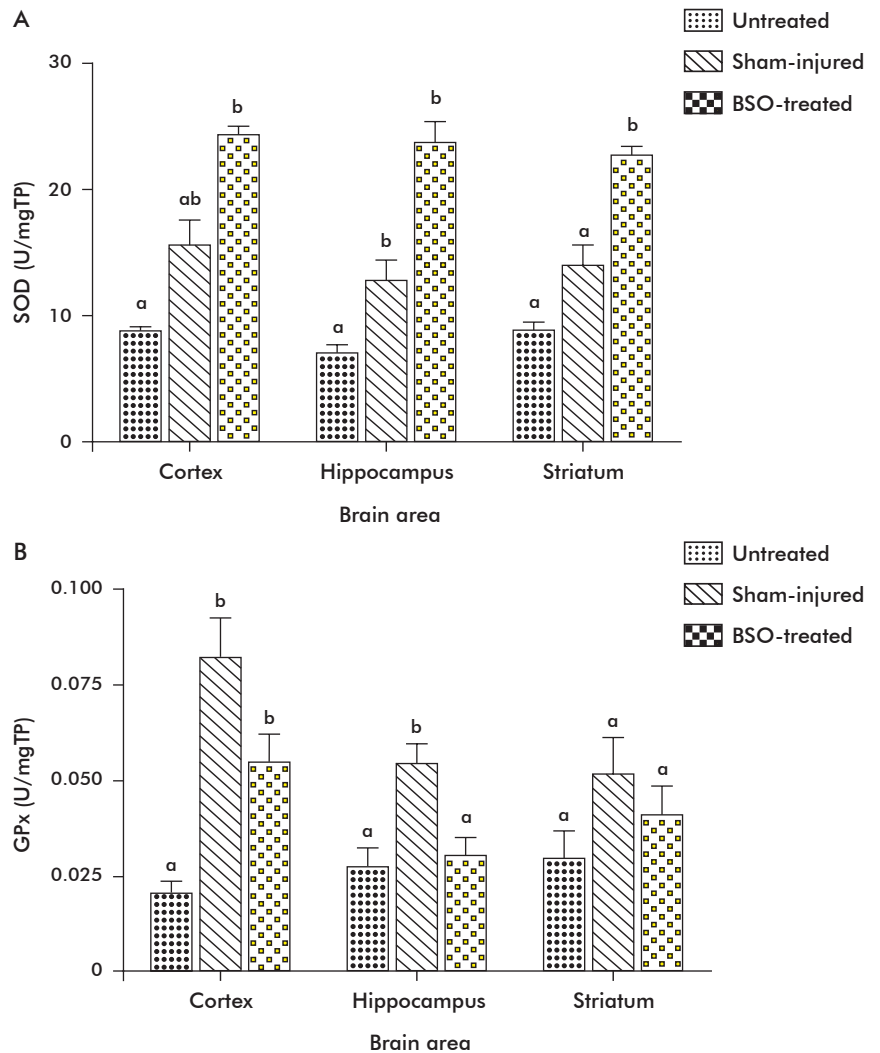 A
Untreated
Sham-injured
BSO-treated
30
20
10
0
SOD (U/mgTP)
a
ab
b
a
b
b
a
a
b
Cortex
Hippocampus
Striatum
Brain area
B
Untreated
Sham-injured
BSO-treated
0.100
0.075
0.050
0.025
0
GPx (U/mgTP)
a
b
b
a
b
a
a
a
a
Cortex
Hippocampus
Striatum
Brain area